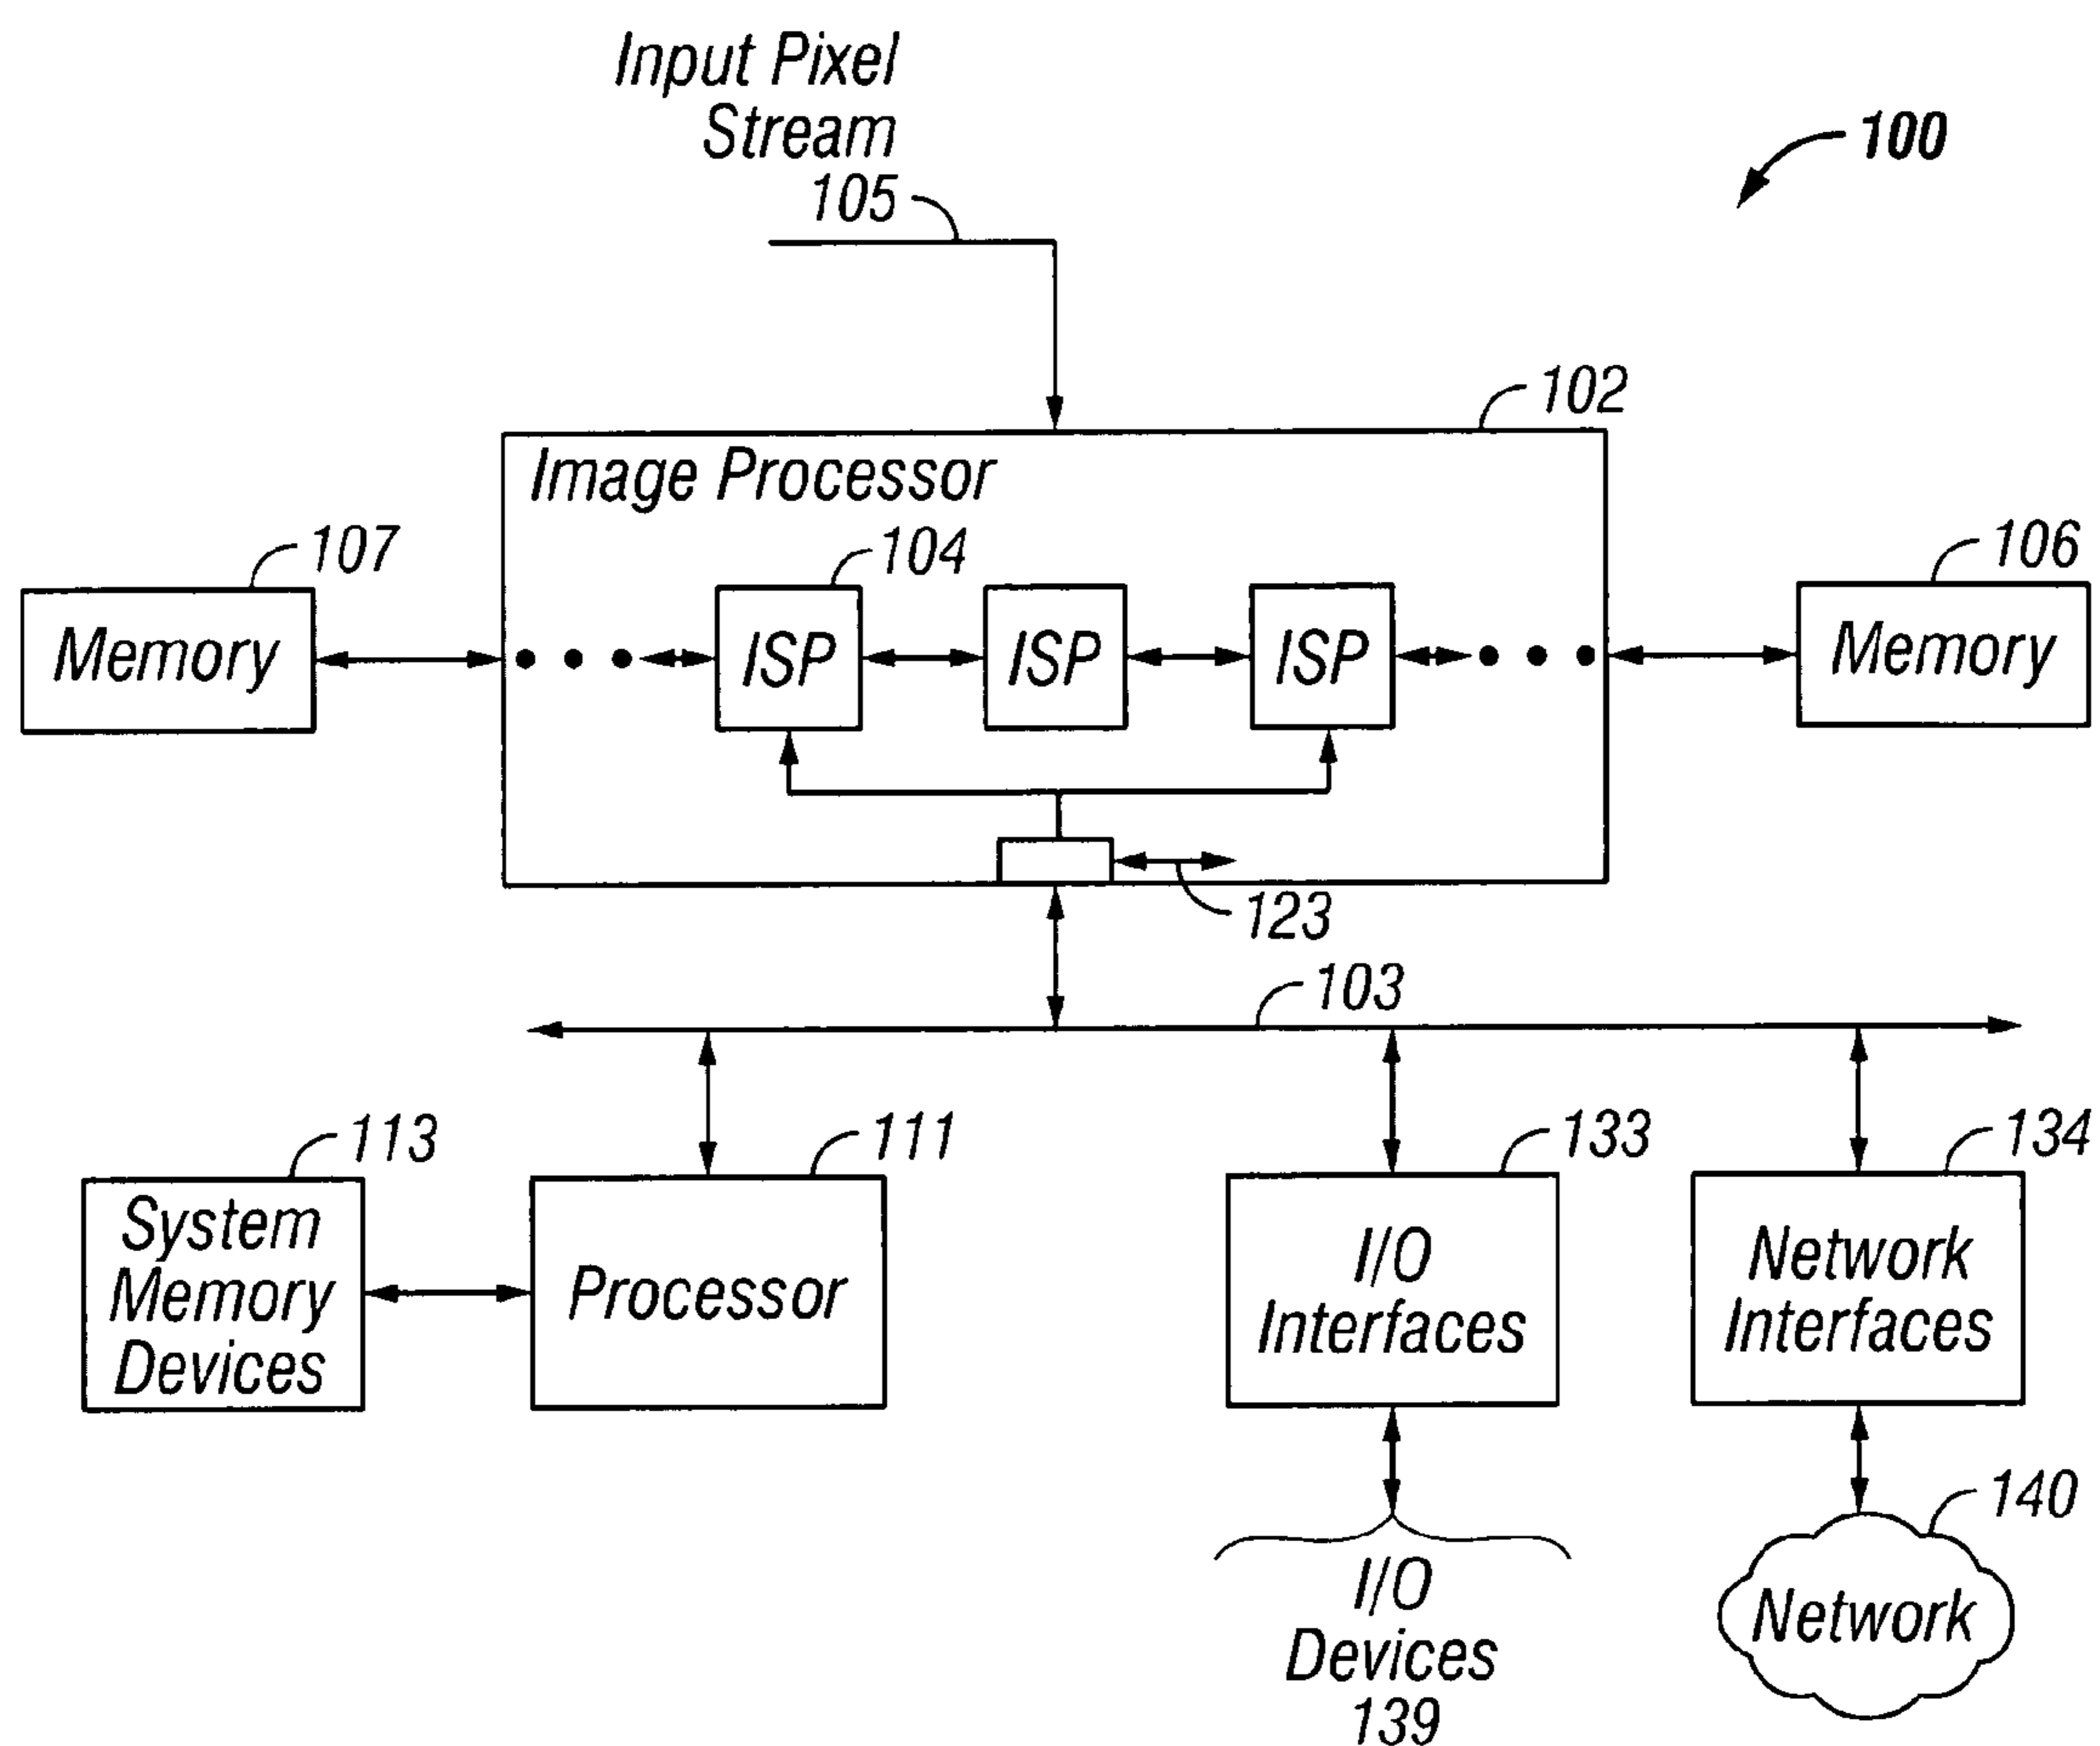 Input Pixel
Stream
105
100
102
Image Processor
107
104
106
Memory
ISP
ISP
ISP
Memory
123
103
113
111
133
134
System
Memory
Devices
Processor
I/O
Interfaces
Network
Interfaces
140
I/O
Devices
139
Network